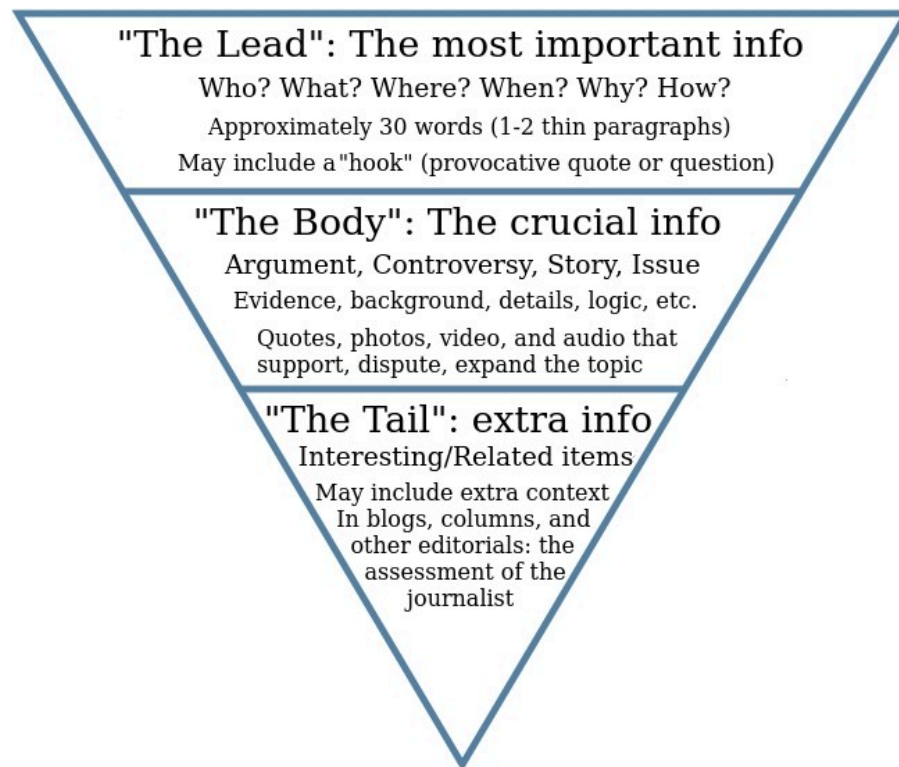 "The Lead": The most important info
Who? What? Where? When? Why? How?
Approximately 30 words (1-2 thin paragraphs)
May include a "hook" (provocative quote or question)
"The Body": The crucial info
Argument, Controversy, Story, Issue
Evidence, background, details, logic, etc.
Quotes, photos, video, and audio that
support, dispute, expand the topic
"The Tail": extra info
Interesting/Related items
May include extra context
In blogs, columns, and
other editorials: the
assessment of the
journalist